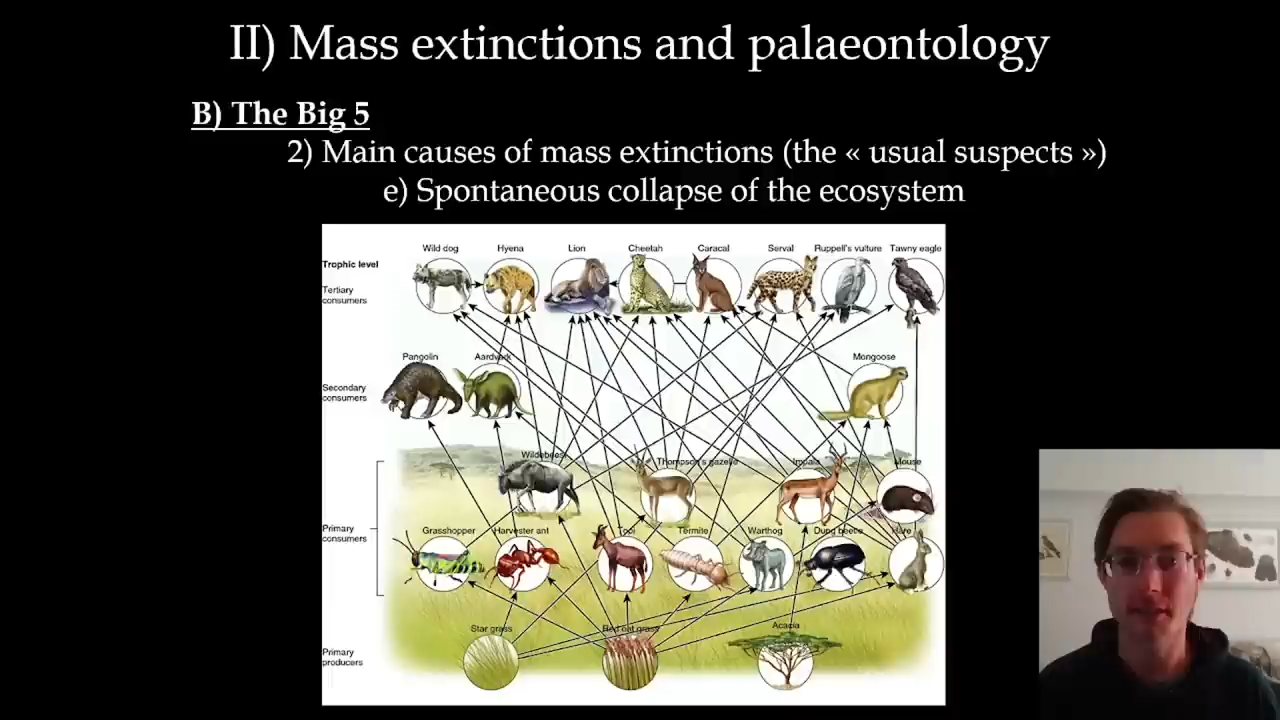 II) Mass extinctions and palaeontology
B) The Big 5
2) Main causes of mass extinctions (the « usual suspects »)
e) Spontaneous collapse of the ecosystem
Wild dog Hyena Lion Cheetah Caracal Serval Ruppell's vulture Tawny eagle
Trophic level
Tertiary
consumers
Pangolin Aardvark Mongoose
Secondary
consumers
Wildebeest Thompson's gazelle Impala Mouse
Primary
consumers
Grasshopper Harvester ant Topi Termite Warthog Dung beetle Hare
Star grass Red oat grass Acacia
Primary
producers